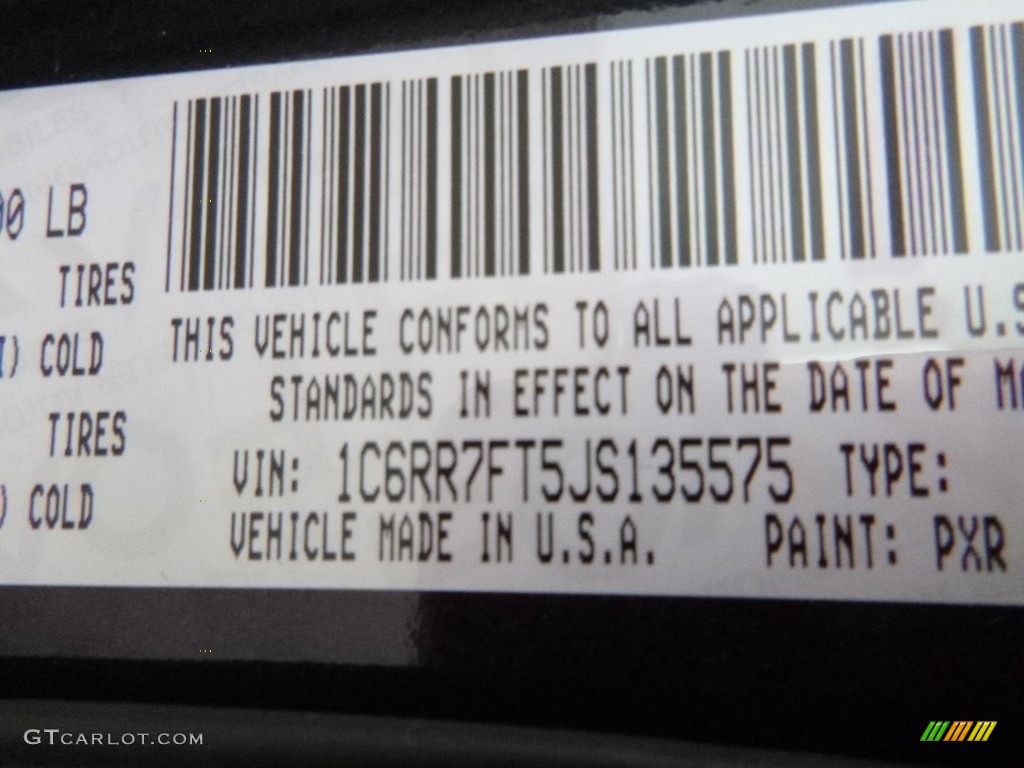 00 LB
TIRES
I) COLD
TIRES
) COLD
THIS VEHICLE CONFORMS TO ALL APPLICABLE U.S
STANDARDS IN EFFECT ON THE DATE OF MA
VIN: 1C6RR7FT5JS135575 TYPE:
VEHICLE MADE IN U.S.A. PAINT: PXR
GTCARLOT.COM